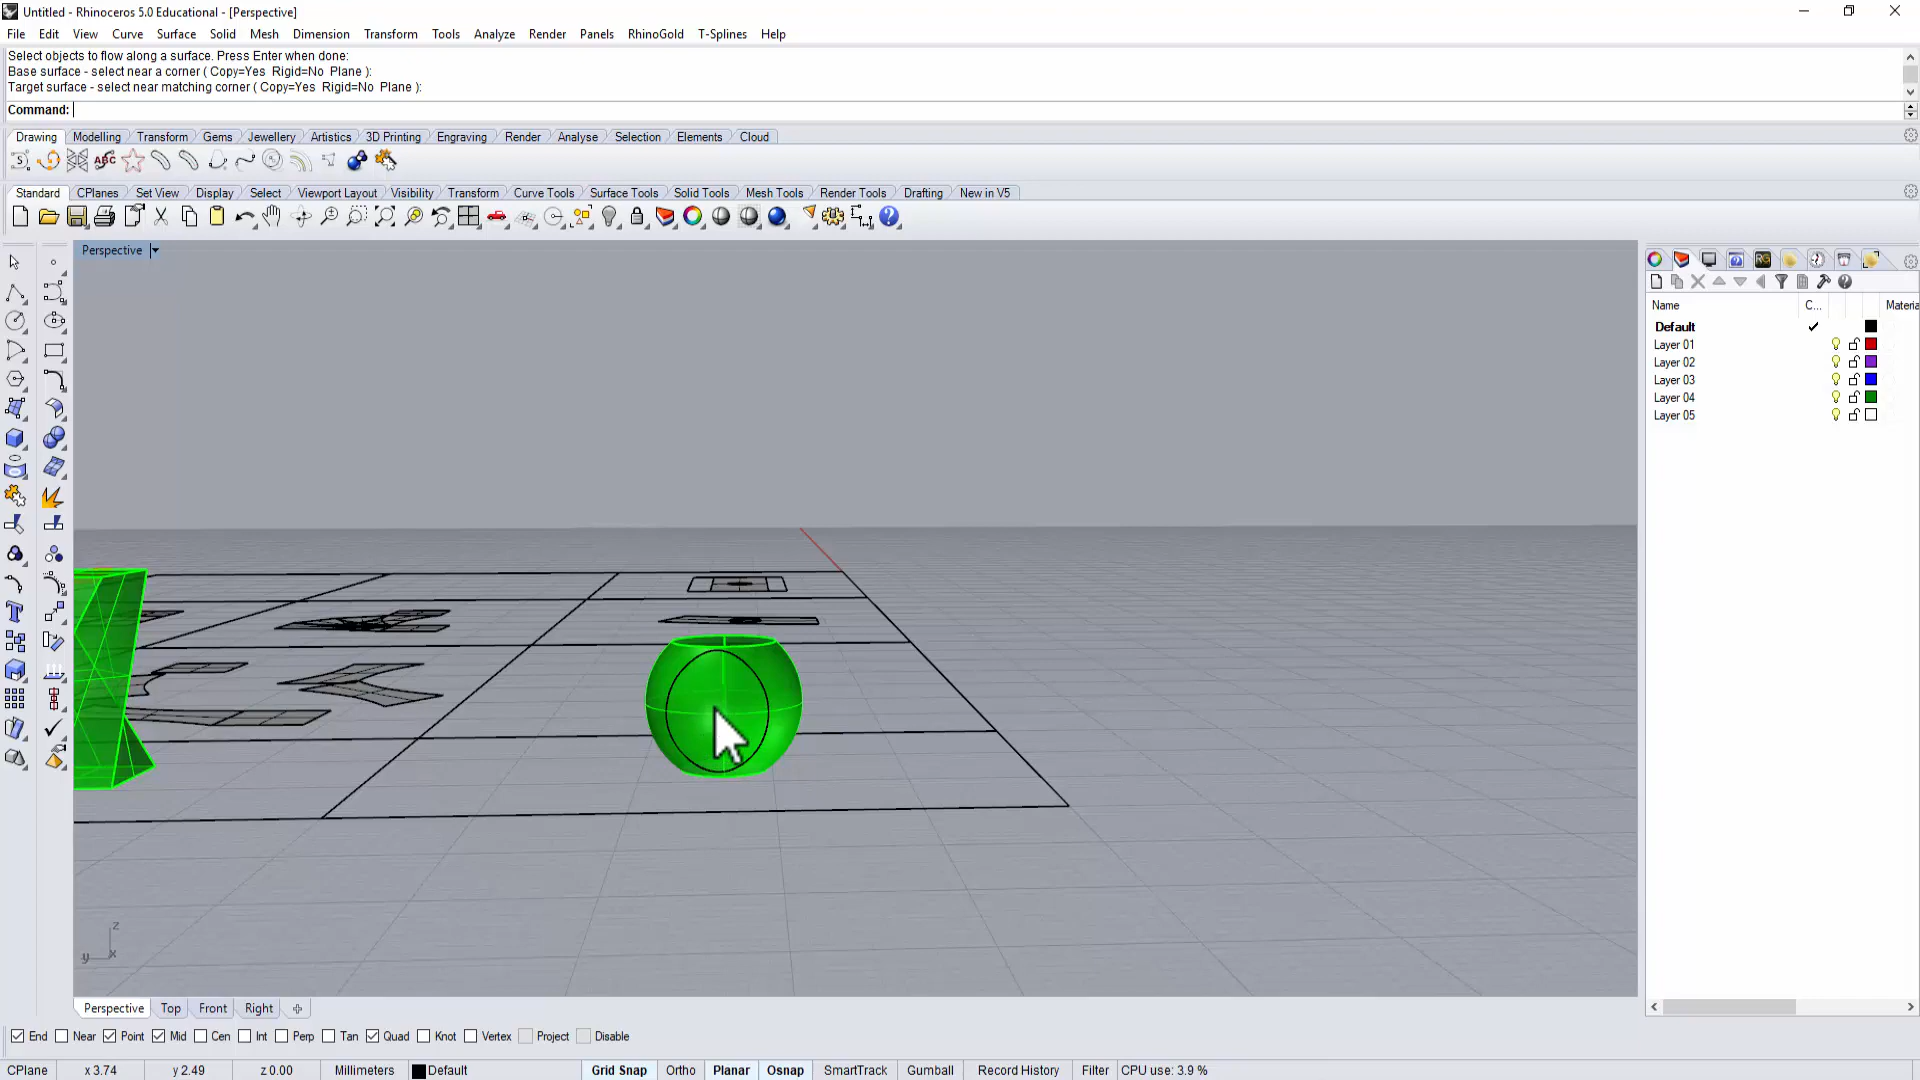 Untitled - Rhinoceros 5.0 Educational - [Perspective]
File Edit View Curve Surface Solid Mesh Dimension Transform Tools Analyze Render Panels RhinoGold T-Splines Help
Select objects to flow along a surface. Press Enter when done:
Base surface - select near a corner ( Copy=Yes Rigid=No Plane ):
Target surface - select near matching corner ( Copy=Yes Rigid=No Plane ):
Command:
Drawing Modelling Transform Gems Jewellery Artistics 3D Printing Engraving Render Analyse Selection Elements Cloud
ABC
Standard CPlanes Set View Display Select Viewport Layout Visibility Transform Curve Tools Surface Tools Solid Tools Mesh Tools Render Tools Drafting New in V5
Perspective
Name C... Materia
Default
Layer 01
Layer 02
Layer 03
Layer 04
Layer 05
z
y x
Perspective Top Front Right
End Near Point Mid Cen Int Perp Tan Quad Knot Vertex Project Disable
CPlane x 3.74 y 2.49 z 0.00 Millimeters Default Grid Snap Ortho Planar Osnap SmartTrack Gumball Record History Filter CPU use: 3.9 %